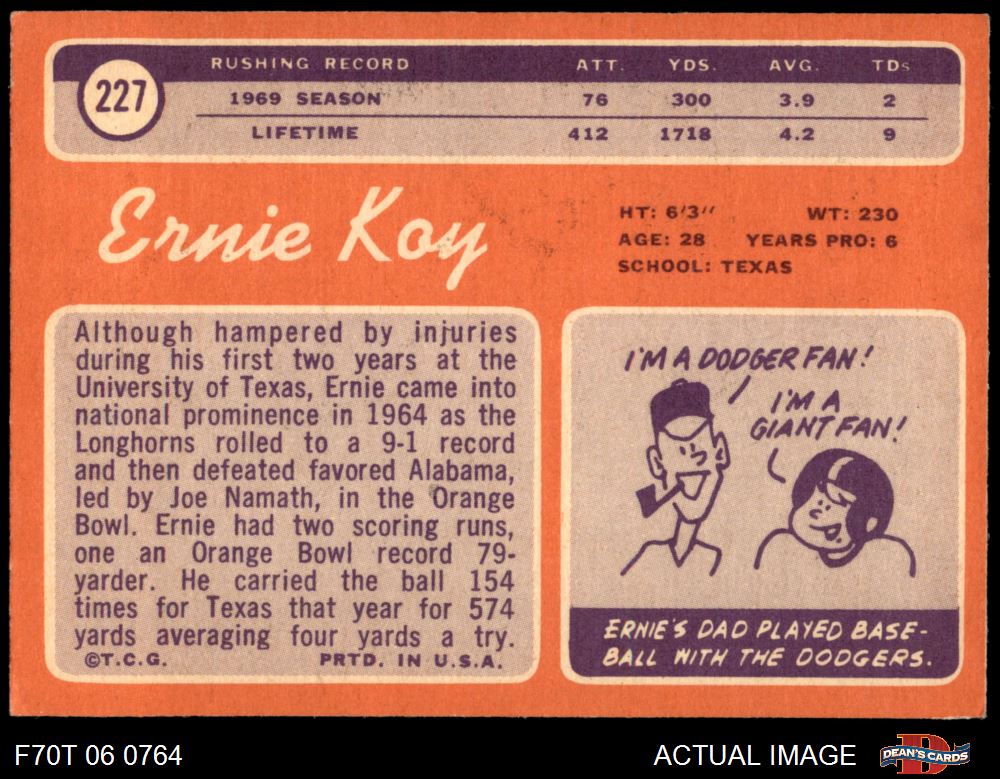 227
RUSHING RECORD ATT. YDS. AVG. TDs
1969 SEASON 76 300 3.9 2
LIFETIME 412 1718 4.2 9
Ernie Koy
HT: 6'3" WT: 230
AGE: 28 YEARS PRO: 6
SCHOOL: TEXAS
Although hampered by injuries
during his first two years at the
University of Texas, Ernie came into
national prominence in 1964 as the
Longhorns rolled to a 9-1 record
and then defeated favored Alabama,
led by Joe Namath, in the Orange
Bowl. Ernie had two scoring runs,
one an Orange Bowl record 79-
yarder. He carried the ball 154
times for Texas that year for 574
yards averaging four yards a try.
©T.C.G. PRTD. IN U.S.A.
I'M A DODGER FAN!
I'M A
GIANT FAN!
ERNIE'S DAD PLAYED BASE-
BALL WITH THE DODGERS.
F70T 06 0764 ACTUAL IMAGE
DEAN'S CARDS